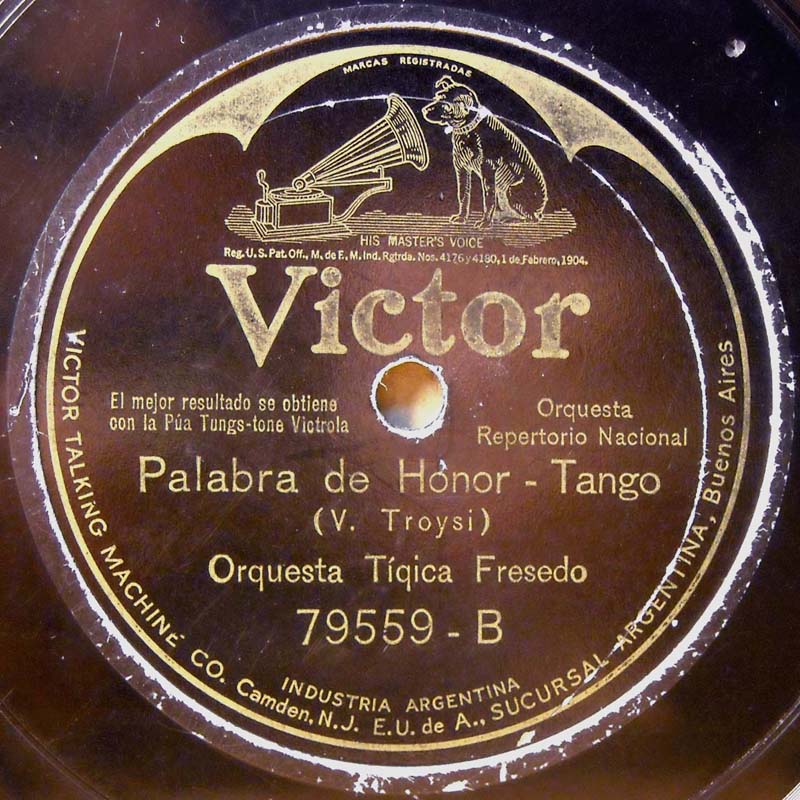 MARCAS REGISTRADAS
HIS MASTER'S VOICE
Reg. U.S. Pat. Off., M. de F. M. Ind. Rgtrda. Nos. 4176 y 4180, 1 de Febrero, 1904.
Victor
El mejor resultado se obtiene
con la Púa Tungs-tone Victrola
Orquesta
Repertorio Nacional
Palabra de Honor - Tango
(V. Troysi)
Orquesta Tíqica Fresedo
79559 - B
INDUSTRIA ARGENTINA
VICTOR TALKING MACHINE CO. Camden, N.J. E.U. de A., SUCURSAL ARGENTINA, Buenos Aires